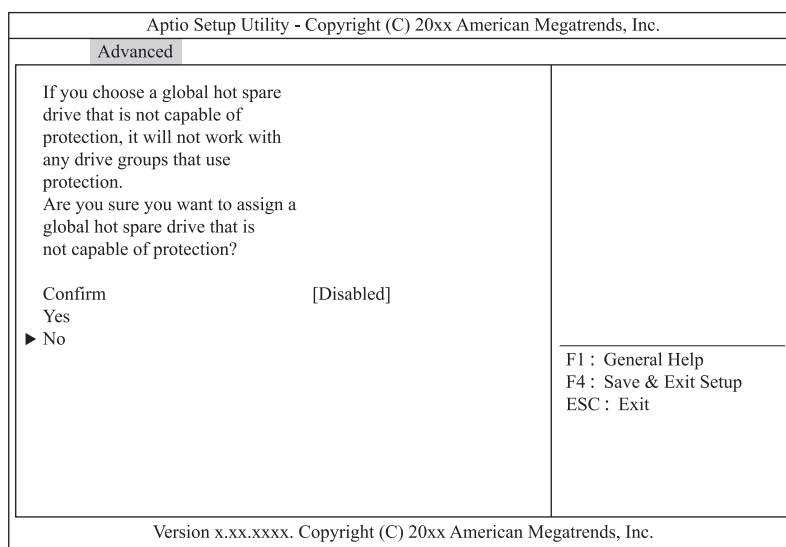 Aptio Setup Utility - Copyright (C) 20xx American Megatrends, Inc.
Advanced
If you choose a global hot spare
drive that is not capable of
protection, it will not work with
any drive groups that use
protection.
Are you sure you want to assign a
global hot spare drive that is
not capable of protection?
Confirm [Disabled]
Yes
▶ No
F1 : General Help
F4 : Save & Exit Setup
ESC : Exit
Version x.xx.xxxx. Copyright (C) 20xx American Megatrends, Inc.